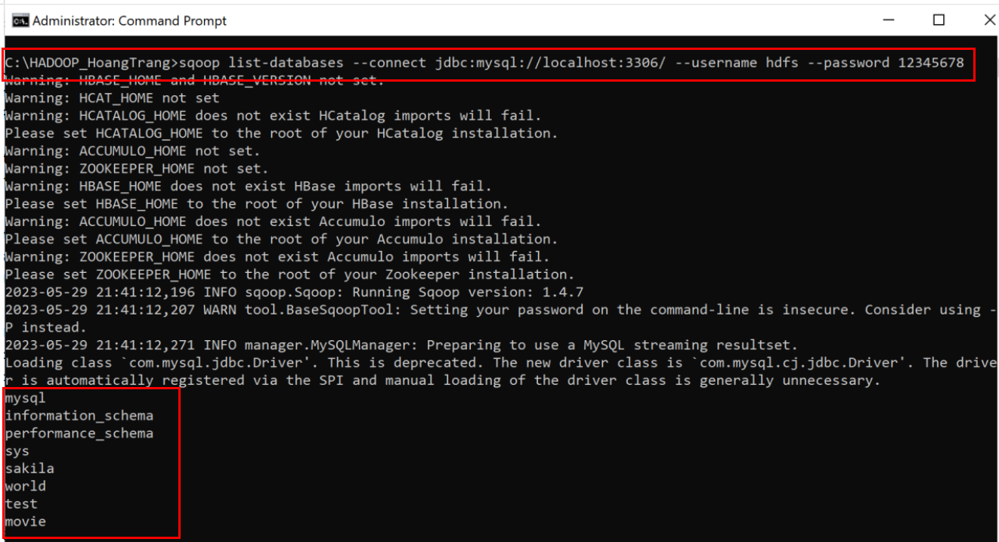 Administrator: Command Prompt
C:\HADOOP_HoangTrang>sqoop list-databases --connect jdbc:mysql://localhost:3306/ --username hdfs --password 12345678
Warning: HBASE_HOME and HBASE_VERSION not set.
Warning: HCAT_HOME not set
Warning: HCATALOG_HOME does not exist HCatalog imports will fail.
Please set HCATALOG_HOME to the root of your HCatalog installation.
Warning: ACCUMULO_HOME not set.
Warning: ZOOKEEPER_HOME not set.
Warning: HBASE_HOME does not exist HBase imports will fail.
Please set HBASE_HOME to the root of your HBase installation.
Warning: ACCUMULO_HOME does not exist Accumulo imports will fail.
Please set ACCUMULO_HOME to the root of your Accumulo installation.
Warning: ZOOKEEPER_HOME does not exist Accumulo imports will fail.
Please set ZOOKEEPER_HOME to the root of your Zookeeper installation.
2023-05-29 21:41:12,196 INFO sqoop.Sqoop: Running Sqoop version: 1.4.7
2023-05-29 21:41:12,207 WARN tool.BaseSqoopTool: Setting your password on the command-line is insecure. Consider using -
P instead.
2023-05-29 21:41:12,271 INFO manager.MySQLManager: Preparing to use a MySQL streaming resultset.
Loading class `com.mysql.jdbc.Driver'. This is deprecated. The new driver class is `com.mysql.cj.jdbc.Driver'. The drive
r is automatically registered via the SPI and manual loading of the driver class is generally unnecessary.
mysql
information_schema
performance_schema
sys
sakila
world
test
movie